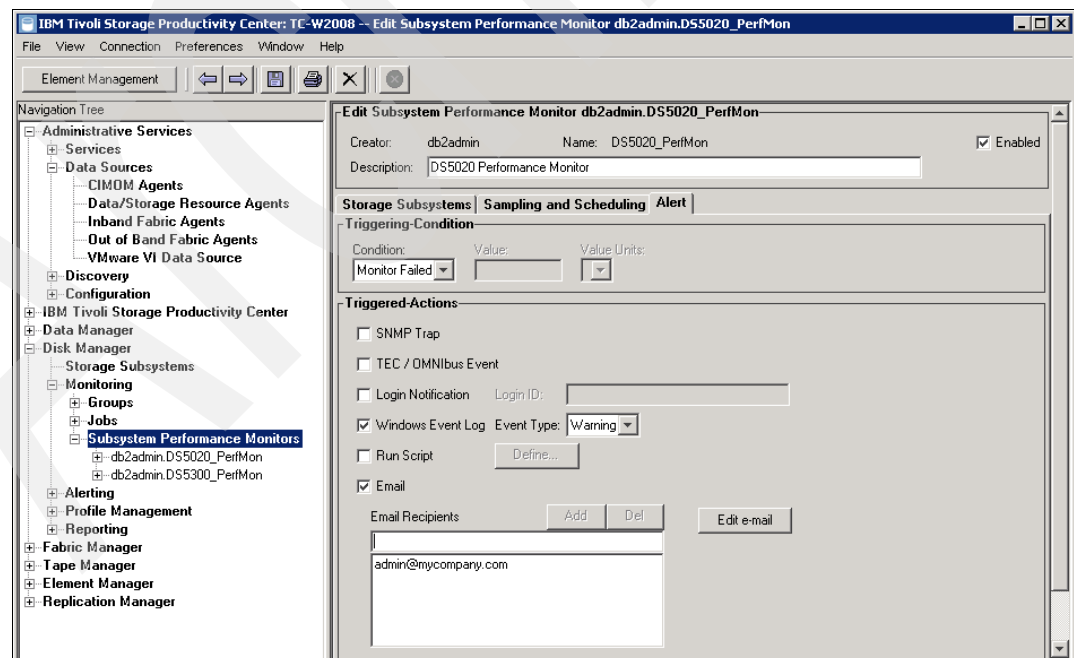 IBM Tivoli Storage Productivity Center: TC-W2008 -- Edit Subsystem Performance Monitor db2admin.DS5020_PerfMon
File View Connection Preferences Window Help
Element Management
Navigation Tree
Administrative Services
Services
Data Sources
CIMOM Agents
Data/Storage Resource Agents
Inband Fabric Agents
Out of Band Fabric Agents
VMware VI Data Source
Discovery
Configuration
IBM Tivoli Storage Productivity Center
Data Manager
Disk Manager
Storage Subsystems
Monitoring
Groups
Jobs
Subsystem Performance Monitors
db2admin.DS5020_PerfMon
db2admin.DS5300_PerfMon
Alerting
Profile Management
Reporting
Fabric Manager
Tape Manager
Element Manager
Replication Manager
Edit Subsystem Performance Monitor db2admin.DS5020_PerfMon
Creator: db2admin Name: DS5020_PerfMon Enabled
Description: DS5020 Performance Monitor
Storage Subsystems Sampling and Scheduling Alert
Triggering-Condition
Condition: Value: Value Units:
Monitor Failed
Triggered-Actions
SNMP Trap
TEC / OMNIbus Event
Login Notification Login ID:
Windows Event Log Event Type: Warning
Run Script Define...
Email
Email Recipients Add Del Edit e-mail
admin@mycompany.com